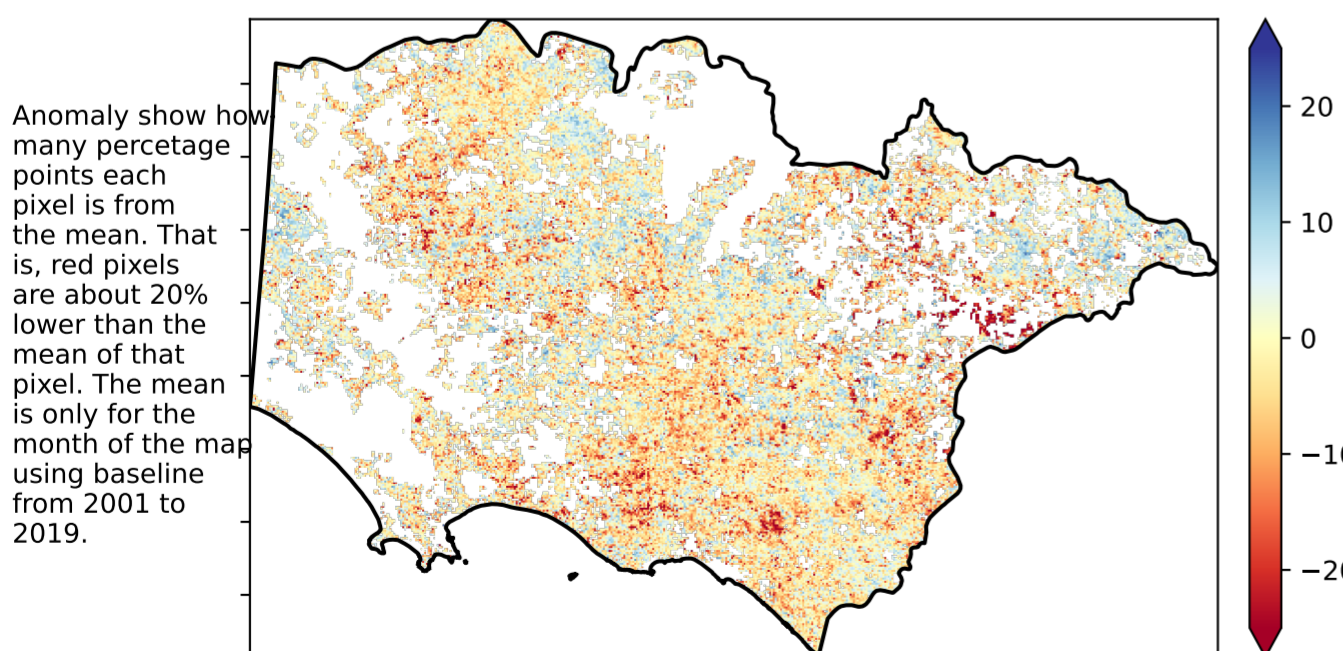 Anomaly show how
many percetage
points each
pixel is from
the mean. That
is, red pixels
are about 20%
lower than the
mean of that
pixel. The mean
is only for the
month of the map
using baseline
from 2001 to
2019.
20
10
0
−10
−20